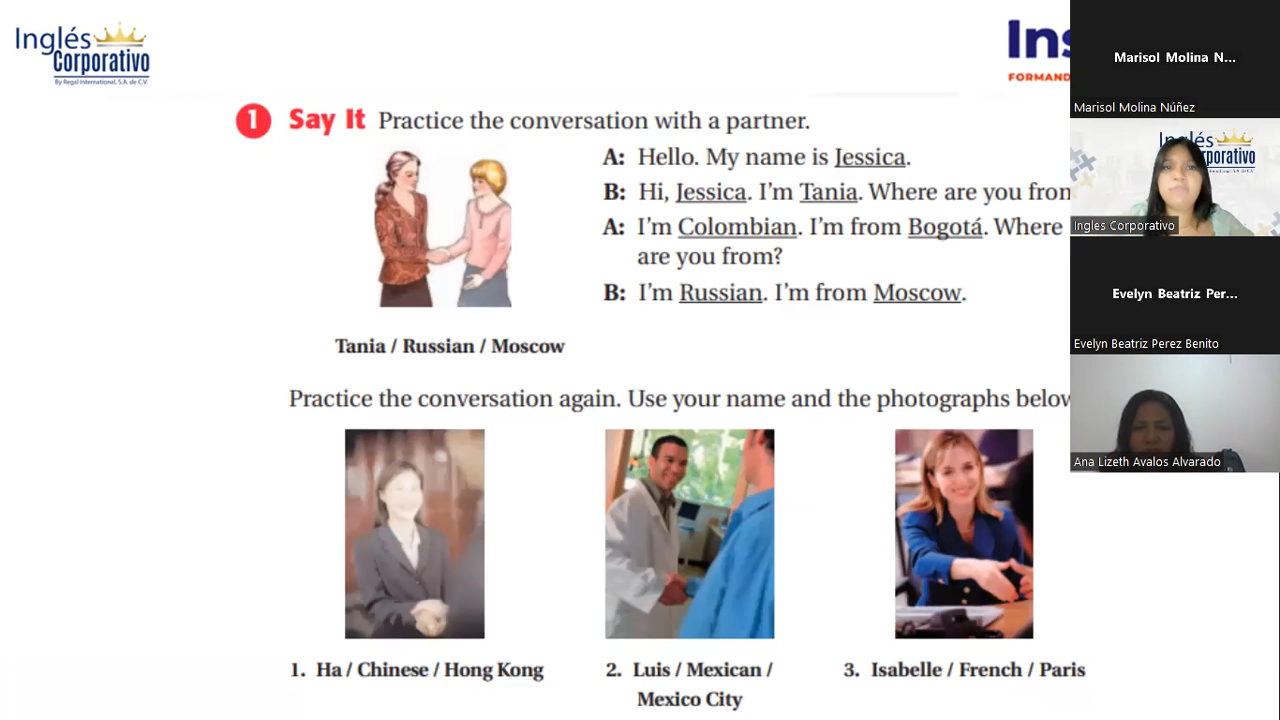 Inglés
Corporativo
By Regal International, S.A. de C.V.
Ins
FORMAND
1 Say It Practice the conversation with a partner.
A: Hello. My name is Jessica.
B: Hi, Jessica. I'm Tania. Where are you from
A: I'm Colombian. I'm from Bogotá. Where
are you from?
B: I'm Russian. I'm from Moscow.
Tania / Russian / Moscow
Practice the conversation again. Use your name and the photographs below
1. Ha / Chinese / Hong Kong
2. Luis / Mexican /
Mexico City
3. Isabelle / French / Paris
Marisol Molina N...
Marisol Molina Núñez
Inglés
rporativo
Ingles Corporativo
Evelyn Beatriz Per...
Evelyn Beatriz Perez Benito
Ana Lizeth Avalos Alvarado